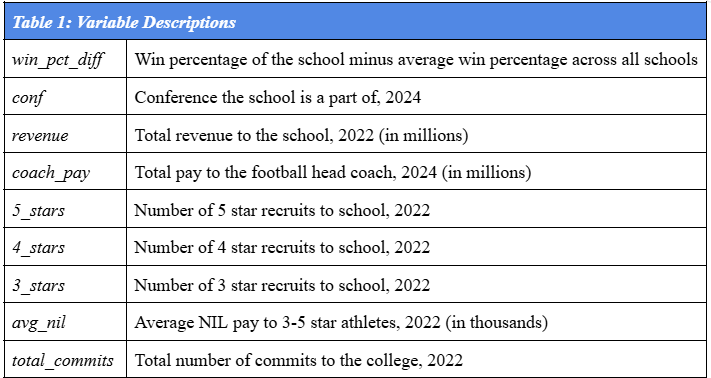 Table 1: Variable Descriptions
win_pct_diff Win percentage of the school minus average win percentage across all schools
conf Conference the school is a part of, 2024
revenue Total revenue to the school, 2022 (in millions)
coach_pay Total pay to the football head coach, 2024 (in millions)
5_stars Number of 5 star recruits to school, 2022
4_stars Number of 4 star recruits to school, 2022
3_stars Number of 3 star recruits to school, 2022
avg_nil Average NIL pay to 3-5 star athletes, 2022 (in thousands)
total_commits Total number of commits to the college, 2022